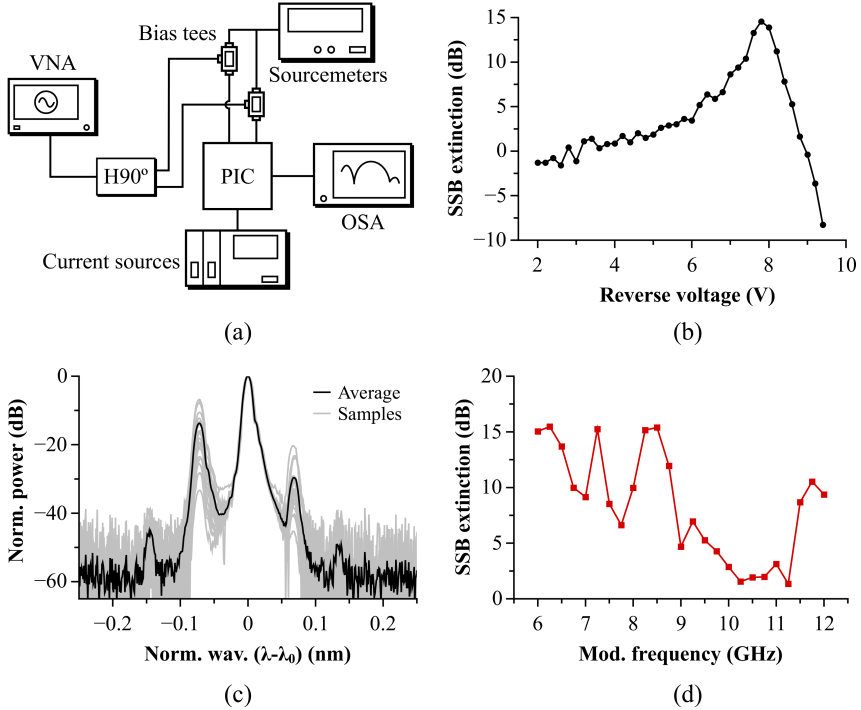 VNA
Bias tees
Sourcemeters
H90º
PIC
OSA
Current sources
(a)
SSB extinction (dB)
15
10
5
0
−5
−10
2
4
6
8
10
Reverse voltage (V)
(b)
Norm. power (dB)
0
−20
−40
−60
Average
Samples
−0.2
−0.1
0
0.1
0.2
Norm. wav. (λ-λ0) (nm)
(c)
SSB extinction (dB)
20
15
10
5
0
6
7
8
9
10
11
12
Mod. frequency (GHz)
(d)